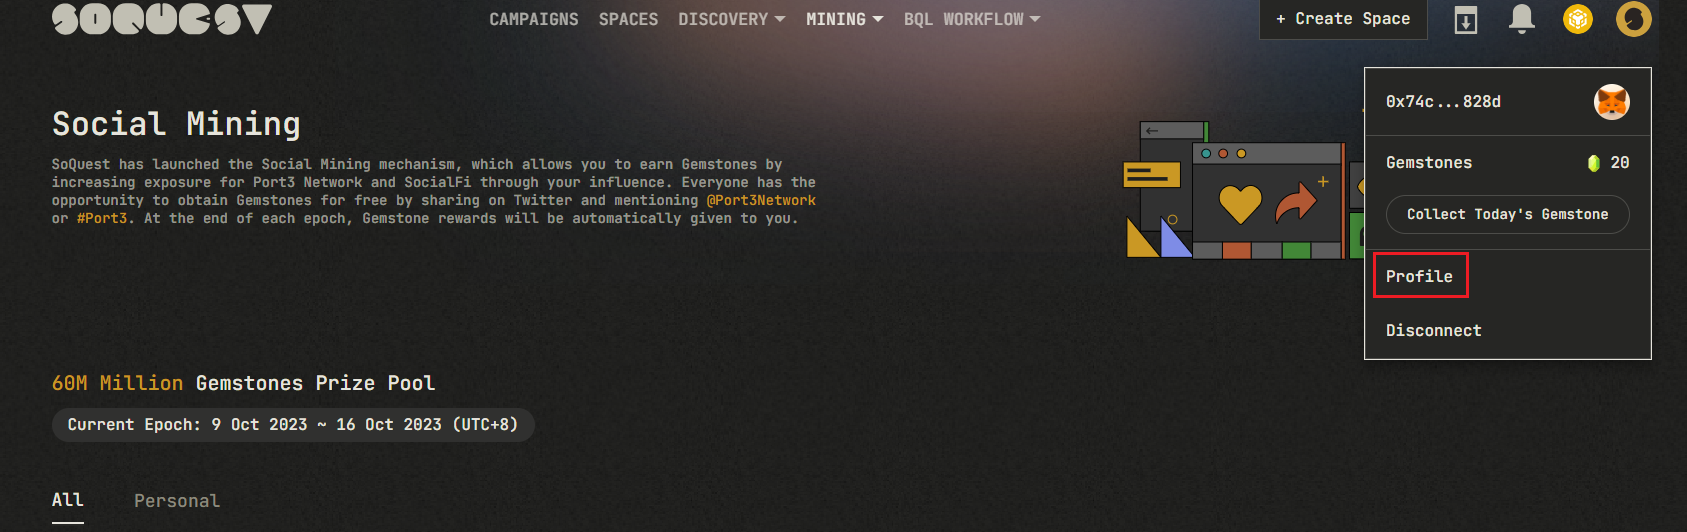 SOQUEST
CAMPAIGNS SPACES DISCOVERY MINING BQL WORKFLOW
+ Create Space
0x74c...828d
Gemstones 20
Collect Today's Gemstone
Profile
Disconnect
Social Mining
SoQuest has launched the Social Mining mechanism, which allows you to earn Gemstones by
increasing exposure for Port3 Network and SocialFi through your influence. Everyone has the
opportunity to obtain Gemstones for free by sharing on Twitter and mentioning @Port3Network
or #Port3. At the end of each epoch, Gemstone rewards will be automatically given to you.
60M Million Gemstones Prize Pool
Current Epoch: 9 Oct 2023 ~ 16 Oct 2023 (UTC+8)
All Personal